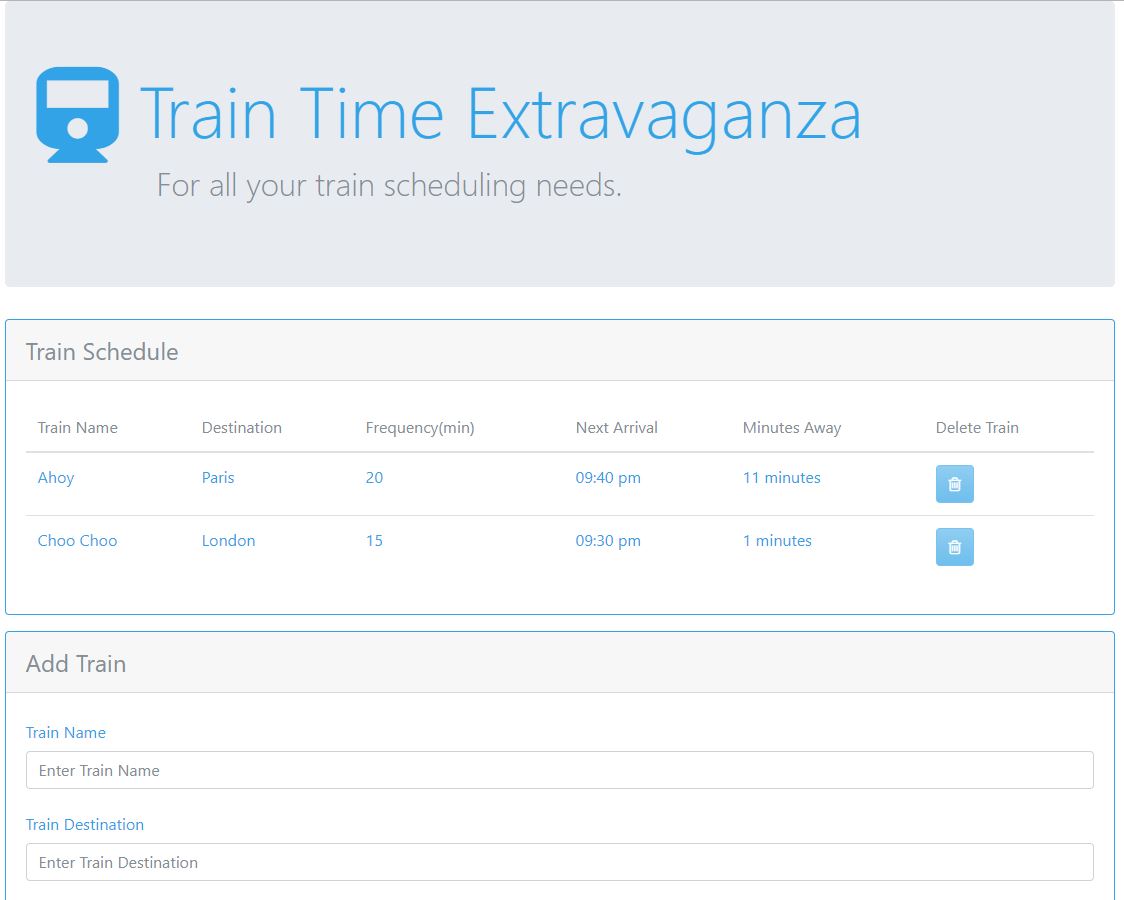 Train Time Extravaganza
For all your train scheduling needs.
Train Schedule
Train Name Destination Frequency(min) Next Arrival Minutes Away Delete Train
Ahoy Paris 20 09:40 pm 11 minutes
Choo Choo London 15 09:30 pm 1 minutes
Add Train
Train Name
Enter Train Name
Train Destination
Enter Train Destination